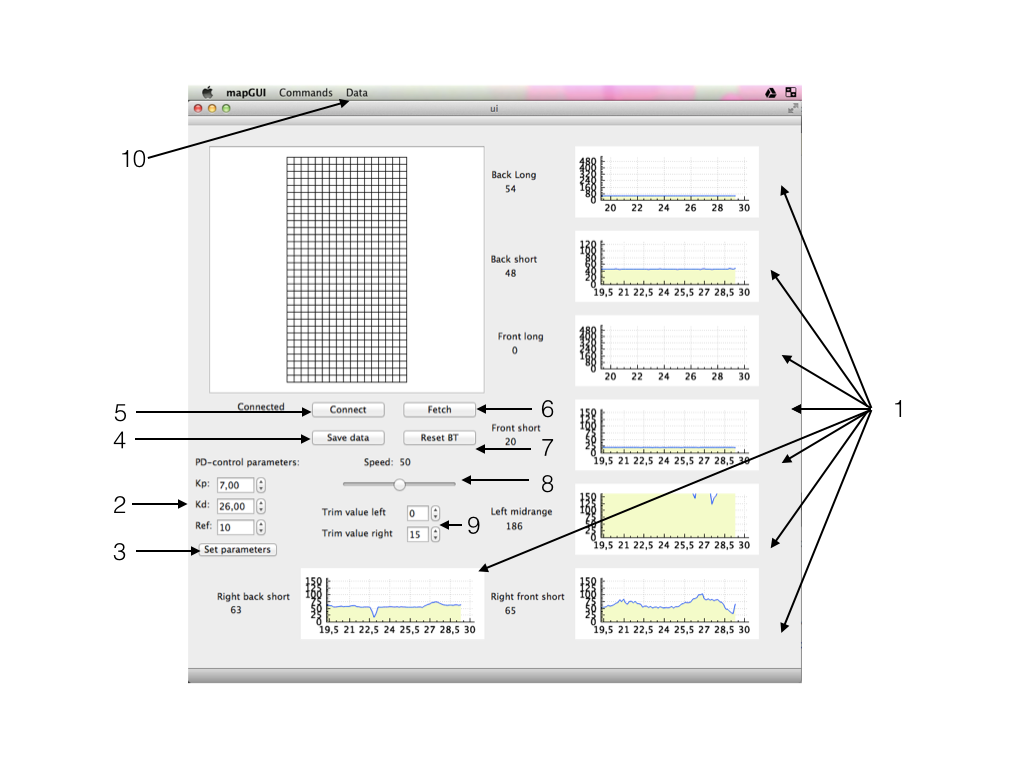 mapGUI Commands Data
ui
10
Back Long
54
480
400
320
160
80
0
20 22 24 26 28 30
Back short
48
120
100
80
60
40
20
0
19,5 21 22,5 24 25,5 27 28,5 30
Front long
0
480
400
320
160
80
0
20 22 24 26 28 30
1
Connected
5
Connect
Fetch
6
4
Save data
Reset BT
7
Front short
20
150
125
100
75
50
25
0
19,5 21 22,5 24 25,5 27 28,5 30
PD-control parameters:
Speed: 50
8
2
Kp: 7,00
Kd: 26,00
Ref: 10
3
Set parameters
Trim value left 0
Trim value right 15
9
Left midrange
186
150
125
100
75
50
25
0
19,5 21 22,5 24 25,5 27 28,5 30
Right back short
63
150
125
100
75
50
25
0
19,5 21 22,5 24 25,5 27 28,5 30
Right front short
65
150
125
100
75
50
25
0
19,5 21 22,5 24 25,5 27 28,5 30